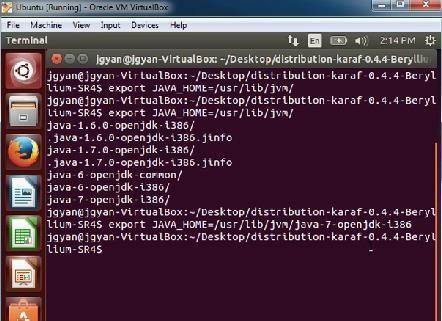 Ubuntu [Running] - Oracle VM VirtualBox
File Machine View Input Devices Help
Terminal En 2:14 PM
jgyan@jgyan-VirtualBox: ~/Desktop/distribution-karaf-0.4.4-Beryllium
jgyan@jgyan-VirtualBox:~/Desktop/distribution-karaf-0.4.4-Beryl
lium-SR4$ export JAVA_HOME=/usr/lib/jvm/
jgyan@jgyan-VirtualBox:~/Desktop/distribution-karaf-0.4.4-Beryl
lium-SR4$ export JAVA_HOME=/usr/lib/jvm/
java-1.6.0-openjdk-i386/
.java-1.6.0-openjdk-i386.jinfo
java-1.7.0-openjdk-i386/
.java-1.7.0-openjdk-i386.jinfo
java-6-openjdk-common/
java-6-openjdk-i386/
java-7-openjdk-i386/
jgyan@jgyan-VirtualBox:~/Desktop/distribution-karaf-0.4.4-Beryl
lium-SR4$ export JAVA_HOME=/usr/lib/jvm/java-7-openjdk-i386
jgyan@jgyan-VirtualBox:~/Desktop/distribution-karaf-0.4.4-Beryl
lium-SR4$